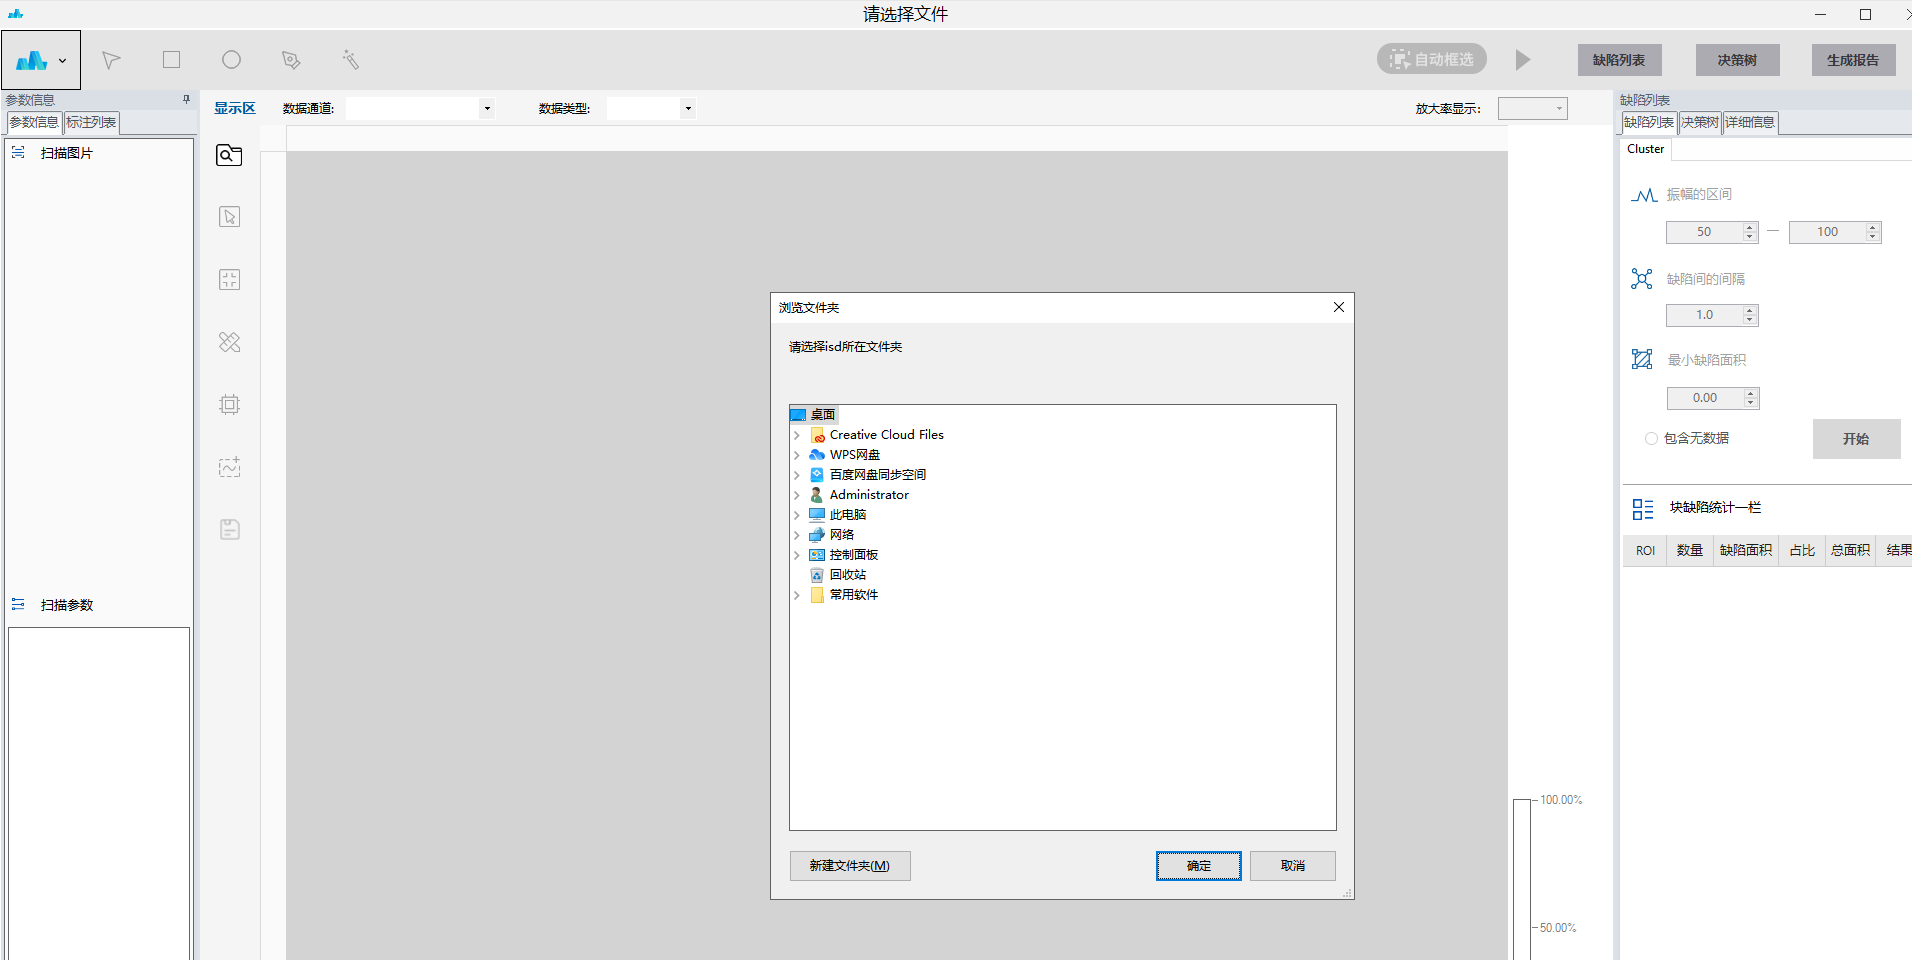 请选择文件
自动框选
缺陷列表
决策树
生成报告
参数信息
参数信息 标注列表
扫描图片
扫描参数
显示区 数据通道: 数据类型: 放大率显示:
浏览文件夹
请选择isd所在文件夹
桌面
Creative Cloud Files
WPS网盘
百度网盘同步空间
Administrator
此电脑
网络
控制面板
回收站
常用软件
新建文件夹(M) 确定 取消
100.00%
50.00%
缺陷列表
缺陷列表 决策树 详细信息
Cluster
振幅的区间
50 — 100
缺陷间的间隔
1.0
最小缺陷面积
0.00
包含无数据 开始
块缺陷统计一栏
ROI 数量 缺陷面积 占比 总面积 结果